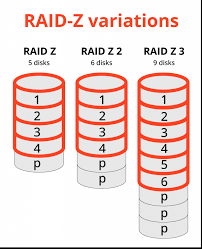 RAID-Z variations
RAID Z
5 disks
1
2
3
4
p
RAID Z 2
6 disks
1
2
3
4
p
p
RAID Z 3
9 disks
1
2
3
4
5
6
p
p
p